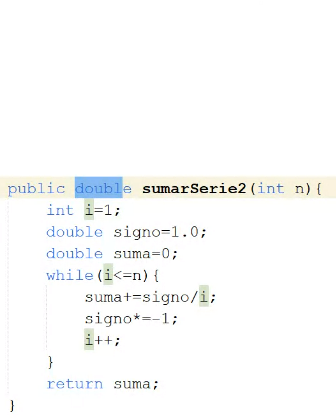 public double sumarSerie2(int n){
int i=1;
double signo=1.0;
double suma=0;
while(i<=n){
suma+=signo/i;
signo*=-1;
i++;
}
return suma;
}